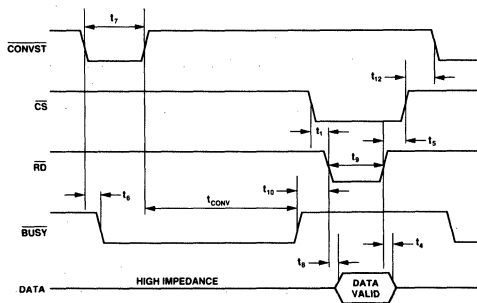 t7
CONVST
t12
CS
t1
t9
t5
RD
t6
tCONV
t10
BUSY
t8
t4
DATA
HIGH IMPEDANCE
DATA
VALID